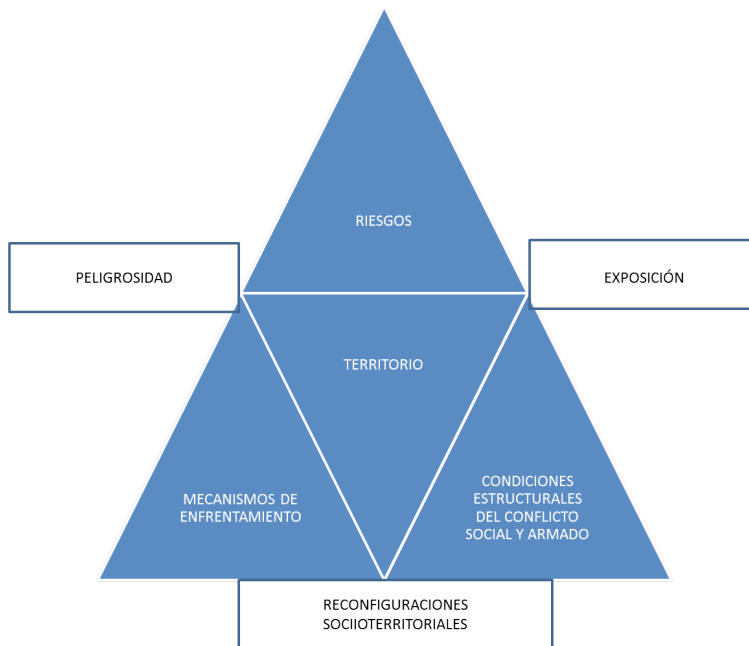 RIESGOS
PELIGROSIDAD
EXPOSICIÓN
TERRITORIO
MECANISMOS DE
ENFRENTAMIENTO
CONDICIONES
ESTRUCTURALES
DEL CONFLICTO
SOCIAL Y ARMADO
RECONFIGURACIONES
SOCIIOTERRITORIALES